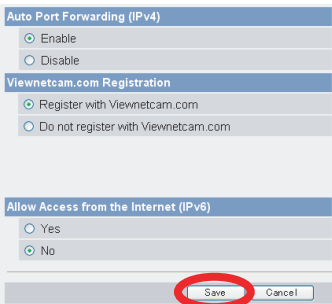 Auto Port Forwarding (IPv4)
Enable
Disable
Viewnetcam.com Registration
Register with Viewnetcam.com
Do not register with Viewnetcam.com
Allow Access from the Internet (IPv6)
Yes
No
Save Cancel